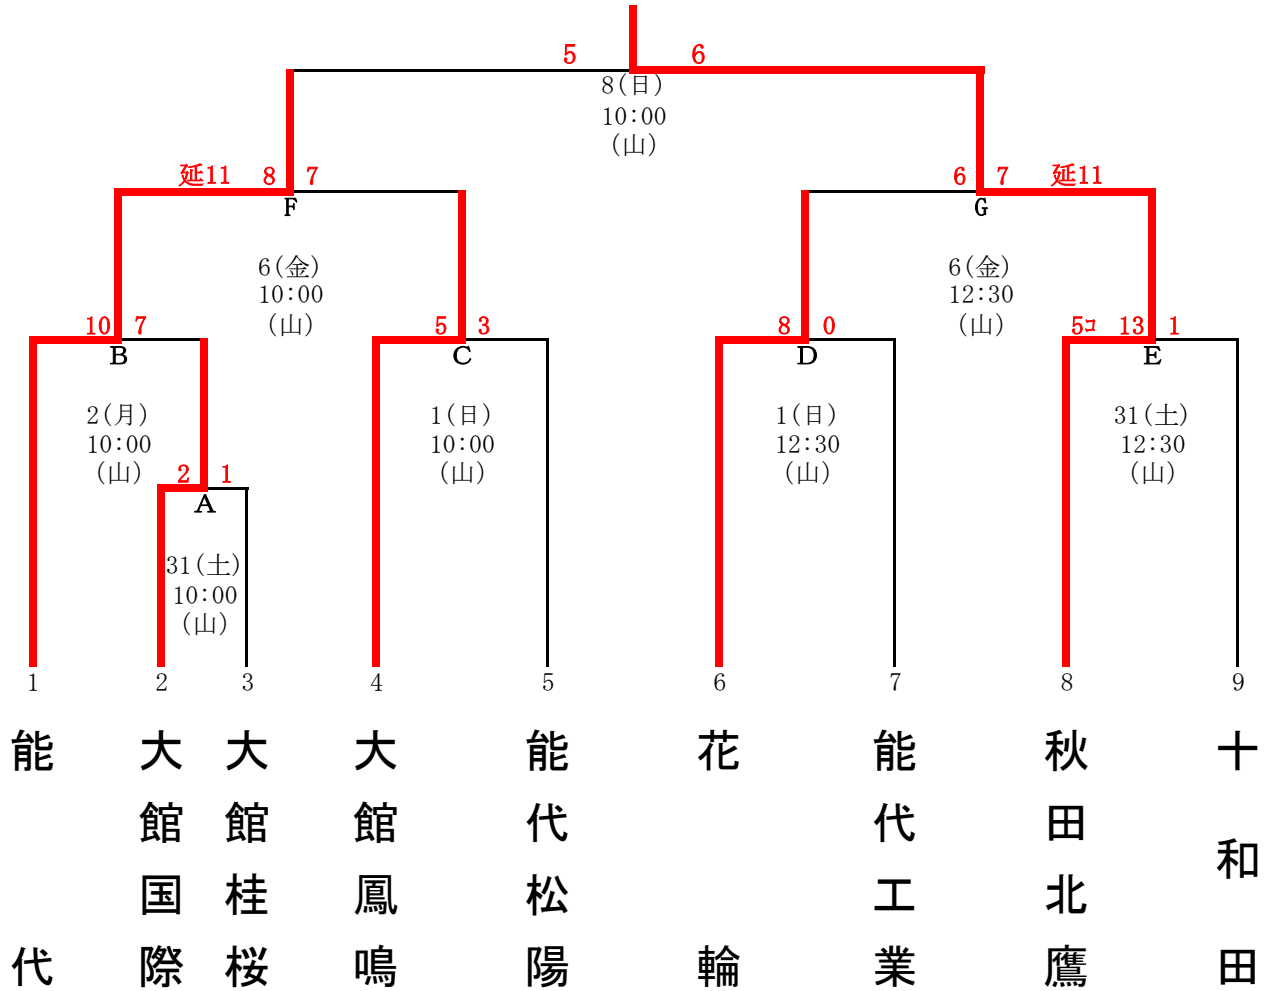 5 6
8(日)
10:00
(山)
延11 8 7
F
6 7 延11
G
6(金)
10:00
(山)
6(金)
12:30
(山)
10 7
B
5 3
C
8 0
D
5コ 13 1
E
2(月)
10:00
(山)
1(日)
10:00
(山)
1(日)
12:30
(山)
31(土)
12:30
(山)
2 1
A
31(土)
10:00
(山)
1 2 3 4 5 6 7 8 9
能代
大館国際
大館桂桜
大館鳳鳴
能代松陽
花輪
能代工業
秋田北鷹
十和田